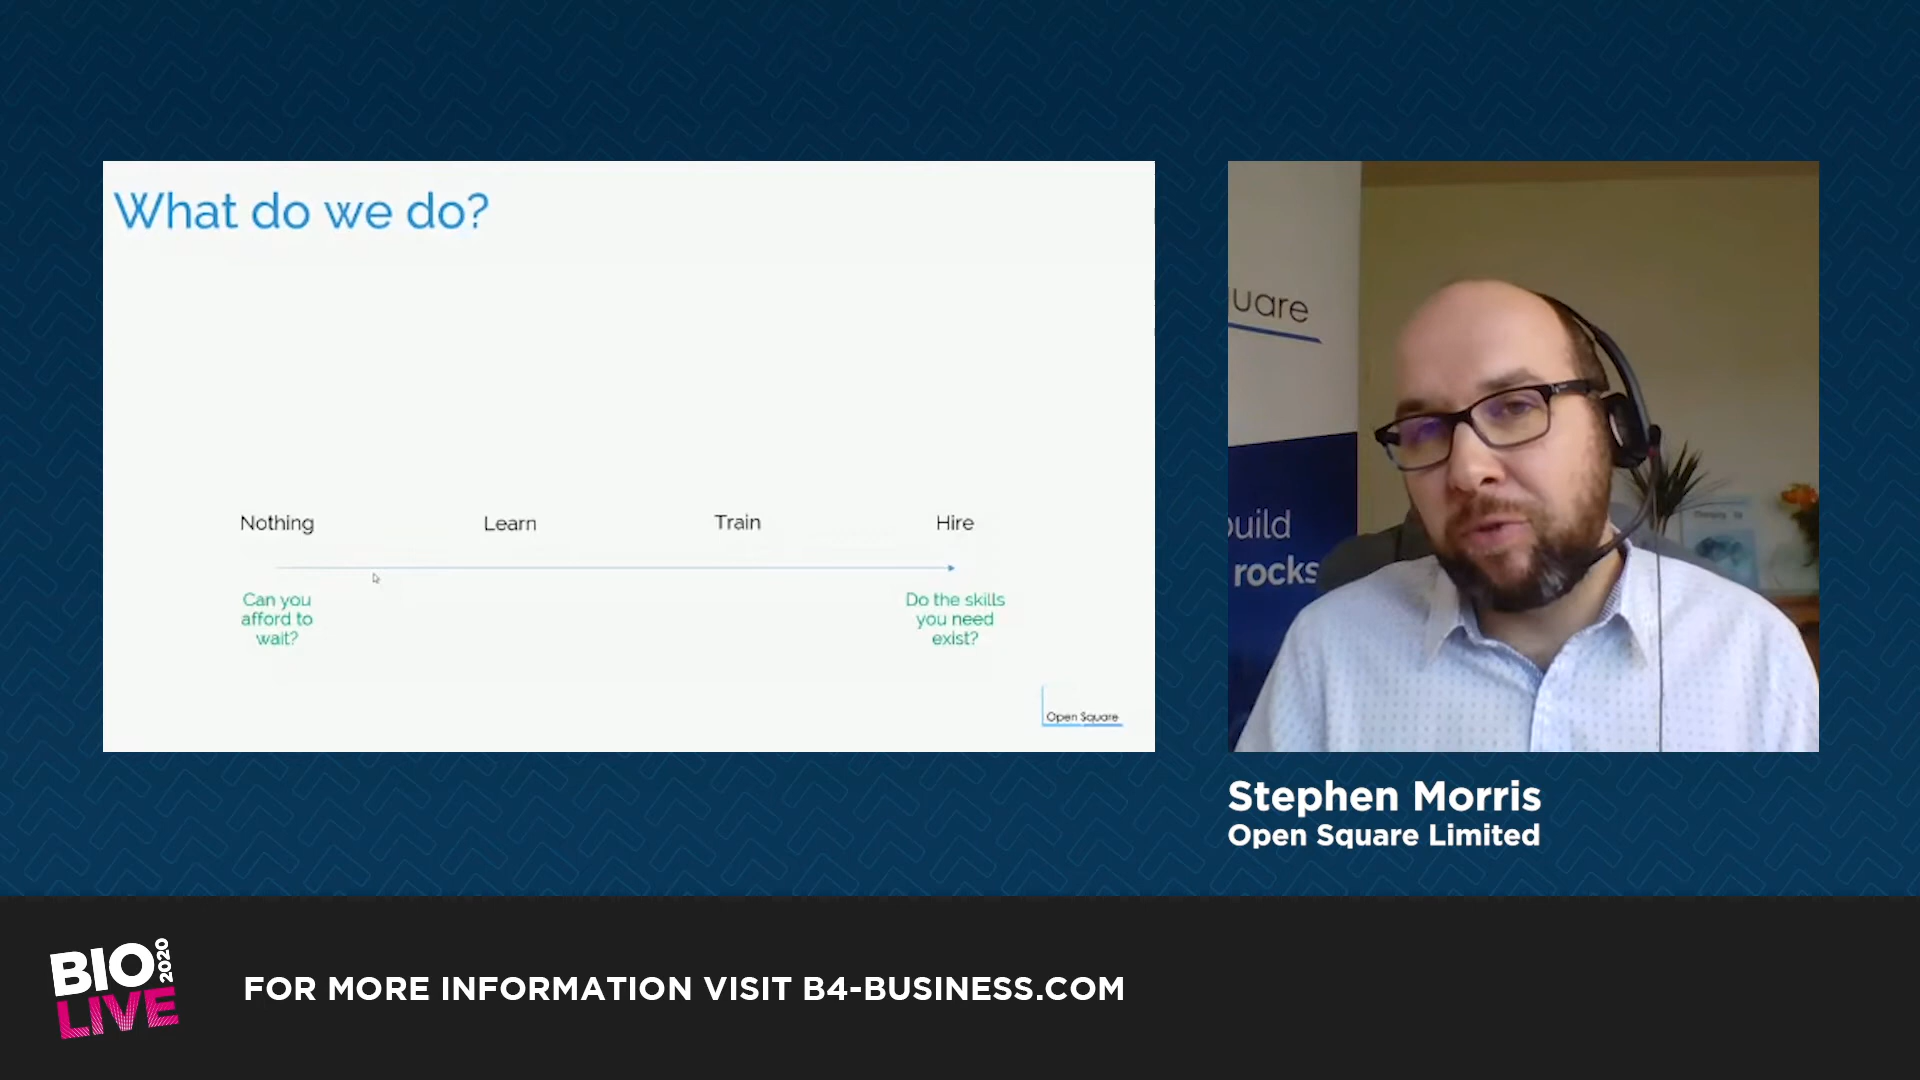 What do we do?
Nothing
Learn
Train
Hire
Can you
afford to
wait?
Do the skills
you need
exist?
Open Square
uare
uild
rocks
Stephen Morris
Open Square Limited
BIO 2020
LIVE
FOR MORE INFORMATION VISIT B4-BUSINESS.COM